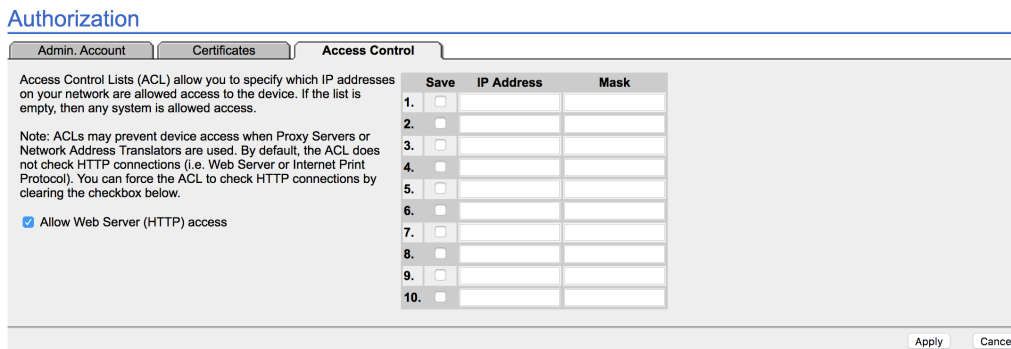 Authorization
Admin. Account
Certificates
Access Control
Access Control Lists (ACL) allow you to specify which IP addresses
on your network are allowed access to the device. If the list is
empty, then any system is allowed access.
Note: ACLs may prevent device access when Proxy Servers or
Network Address Translators are used. By default, the ACL does
not check HTTP connections (i.e. Web Server or Internet Print
Protocol). You can force the ACL to check HTTP connections by
clearing the checkbox below.
Allow Web Server (HTTP) access
Save IP Address Mask
1.
2.
3.
4.
5.
6.
7.
8.
9.
10.
Apply
Cance